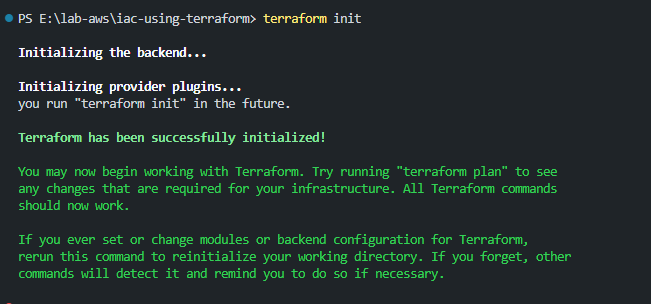 PS E:\lab-aws\iac-using-terraform> terraform init
Initializing the backend...
Initializing provider plugins...
you run "terraform init" in the future.
Terraform has been successfully initialized!
You may now begin working with Terraform. Try running "terraform plan" to see
any changes that are required for your infrastructure. All Terraform commands
should now work.
If you ever set or change modules or backend configuration for Terraform,
rerun this command to reinitialize your working directory. If you forget, other
commands will detect it and remind you to do so if necessary.